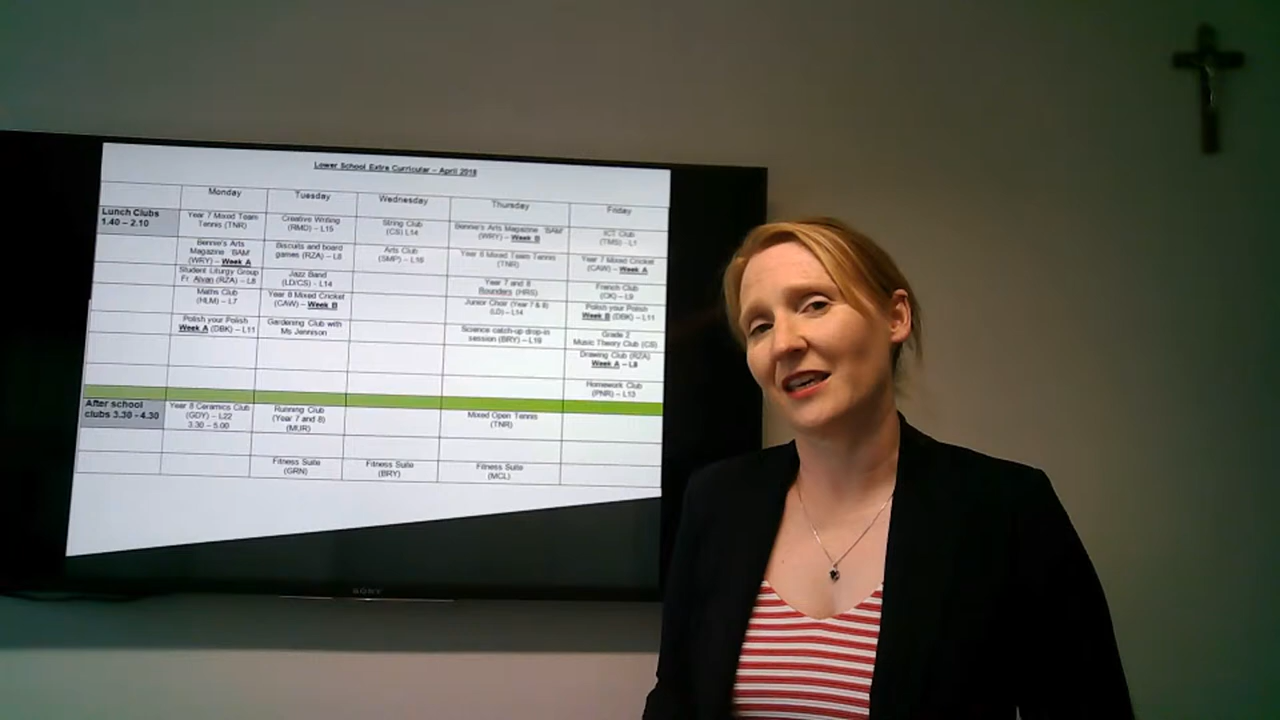 Lower School Extra Curricular – April 2018
Monday Tuesday Wednesday Thursday Friday
Lunch Clubs
1.40 – 2.10
Year 7 Mixed Team
Tennis (TNR)
Creative Writing
(RMD) – L15
String Club
(CS) L14
Bennie's Arts Magazine 'BAM'
(WRY) – Week B
ICT Club
(TMS) - L1
Bennie's Arts
Magazine 'BAM'
(WRY) – Week A
Biscuits and board
games (RZA) – L8
Arts Club
(SMP) – L18
Year 8 Mixed Team Tennis
(TNR)
Year 7 Mixed Cricket
(CAW) – Week A
Student Liturgy Group
Fr. Alvan (RZA) – L8
Jazz Band
(LD/CS) - L14
Year 7 and 8
Rounders (HRS)
French Club
(CK) – L9
Maths Club
(HLM) – L7
Year 8 Mixed Cricket
(CAW) – Week B
Junior Choir (Year 7 & 8)
(LD) – L14
Polish your Polish
Week B (DBK) – L11
Polish your Polish
Week A (DBK) – L11
Gardening Club with
Ms Jennison
Science catch-up drop-in
session (BRY) – L19
Grade 2
Music Theory Club (CS)
Drawing Club (RZA)
Week A – L8
Homework Club
(PNR) – L13
After school
clubs 3.30 - 4.30
Year 8 Ceramics Club
(GDY) – L22
3.30 – 5.00
Running Club
(Year 7 and 8)
(MUR)
Mixed Open Tennis
(TNR)
Fitness Suite
(GRN)
Fitness Suite
(BRY)
Fitness Suite
(MCL)
SONY